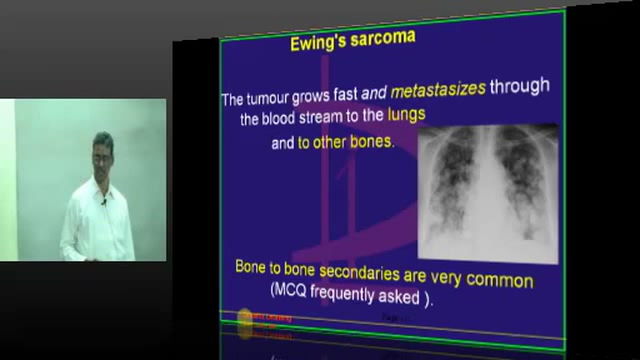 Ewing's sarcoma
The tumour grows fast and metastasizes through
the blood stream to the lungs
and to other bones.
Bone to bone secondaries are very common
(MCQ frequently asked ).